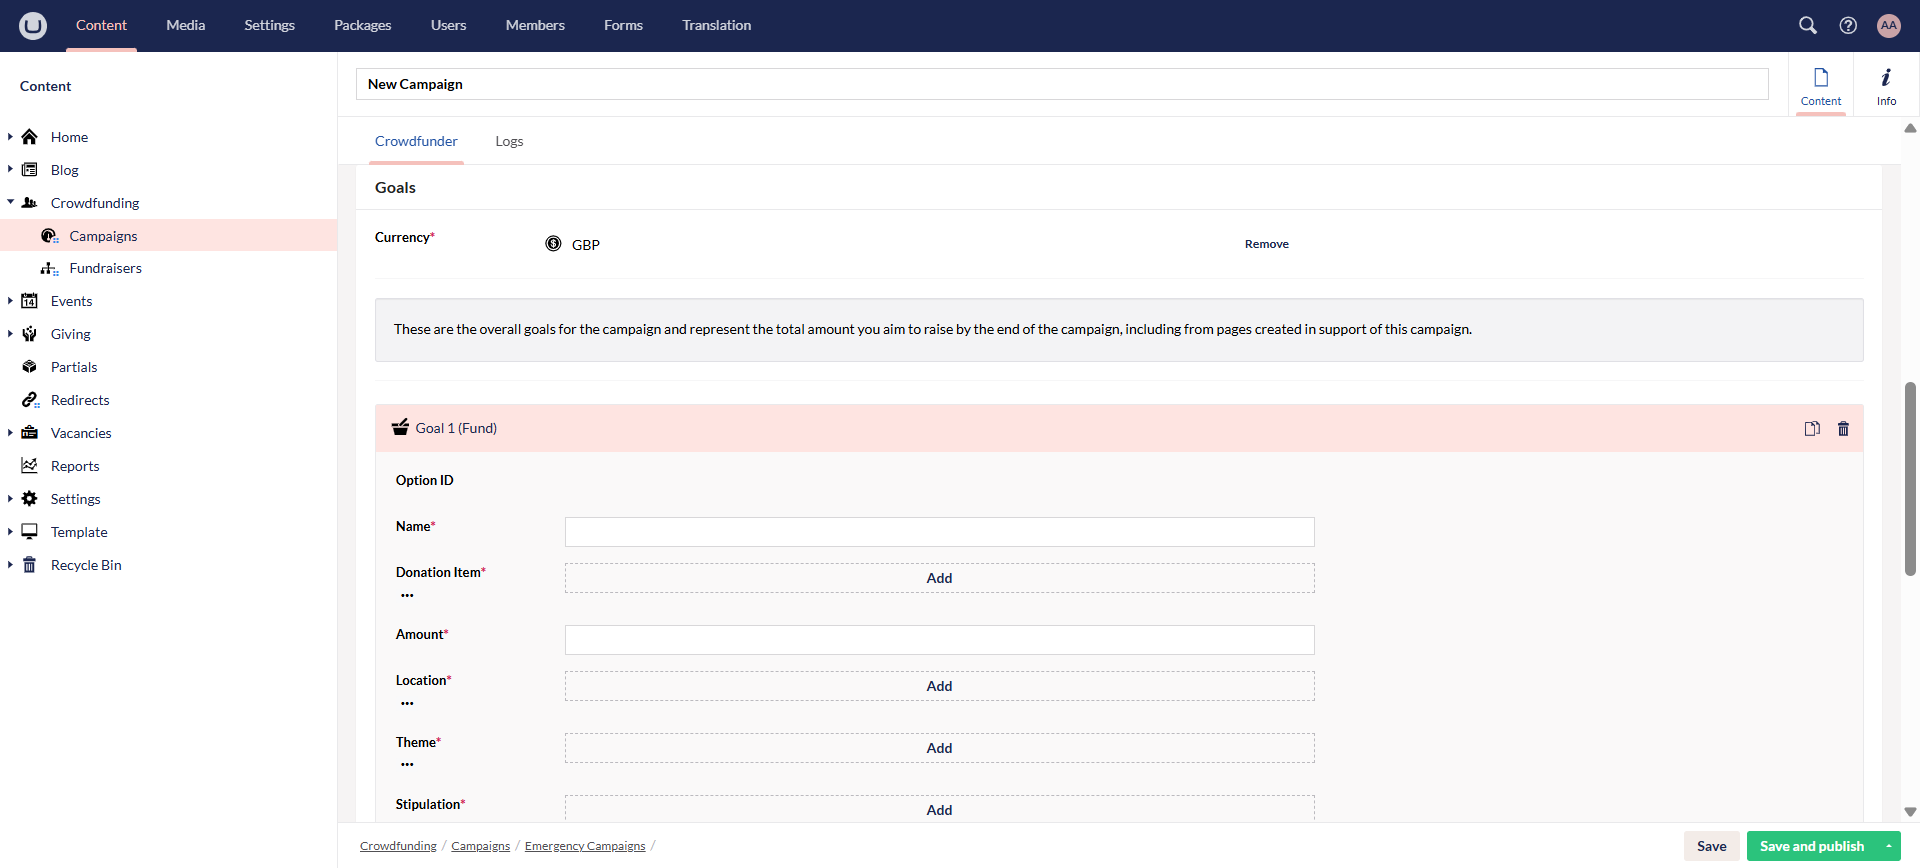 Content
Media
Settings
Packages
Users
Members
Forms
Translation
AA
Content
Home
Blog
Crowdfunding
Campaigns
Fundraisers
Events
14
Giving
Partials
Redirects
Vacancies
Reports
Settings
Template
Recycle Bin
New Campaign
Content
Info
Crowdfunder
Logs
Goals
Currency*
GBP
Remove
These are the overall goals for the campaign and represent the total amount you aim to raise by the end of the campaign, including from pages created in support of this campaign.
Goal 1 (Fund)
Option ID
Name*
Donation Item*
Add
Amount*
Location*
Add
Theme*
Add
Stipulation*
Add
Crowdfunding / Campaigns / Emergency Campaigns /
Save
Save and publish